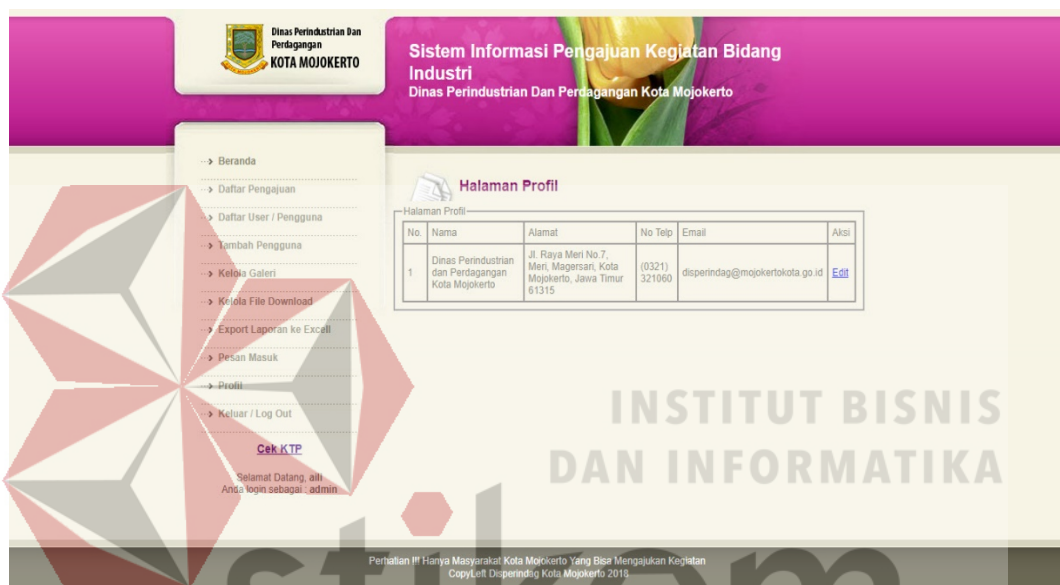 Dinas Perindustrian Dan
Perdagangan
KOTA MOJOKERTO
Sistem Informasi Pengajuan Kegiatan Bidang
Industri
Dinas Perindustrian Dan Perdagangan Kota Mojokerto
Beranda
Daftar Pengajuan
Daftar User / Pengguna
Tambah Pengguna
Kelola Galeri
Kelola File Download
Export Laporan ke Excell
Pesan Masuk
Profil
Keluar / Log Out
Cek KTP
Selamat Datang, aili
Anda login sebagai : admin
Halaman Profil
Halaman Profil
No. Nama Alamat No Telp Email Aksi
1 Dinas Perindustrian dan Perdagangan Kota Mojokerto Jl. Raya Meri No.7, Meri, Magersari, Kota Mojokerto, Jawa Timur 61315 (0321) 321060 disperindag@mojokertokota.go.id Edit
INSTITUT BISNIS
DAN INFORMATIKA
stikom
Perhatian !!! Hanya Masyarakat Kota Mojokerto Yang Bisa Mengajukan Kegiatan
CopyLeft Disperindag Kota Mojokerto 2018